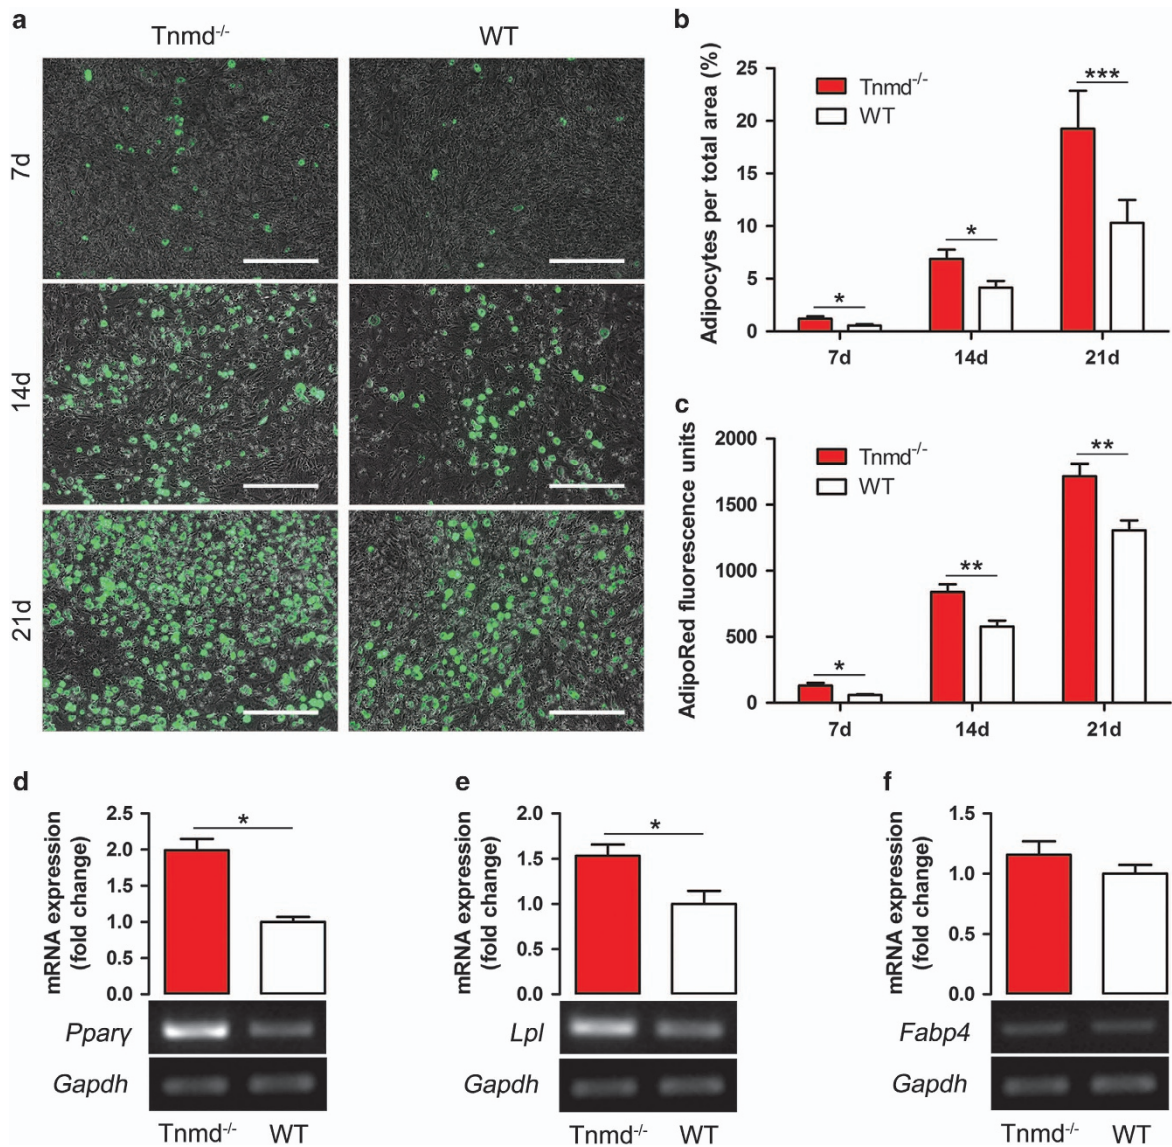 a
Tnmd-/- WT
7d
14d
21d
b
Adipocytes per total area (%)
25
20
15
10
5
0
Tnmd-/-
WT
*
*
***
7d 14d 21d
c
AdipoRed fluorescence units
2000
1500
1000
500
0
Tnmd-/-
WT
*
**
**
7d 14d 21d
d
mRNA expression
(fold change)
2.5
2.0
1.5
1.0
0.5
0.0
*
Pparγ
Gapdh
Tnmd-/- WT
e
mRNA expression
(fold change)
2.0
1.5
1.0
0.5
0.0
*
Lpl
Gapdh
Tnmd-/- WT
f
mRNA expression
(fold change)
1.5
1.0
0.5
0.0
Fabp4
Gapdh
Tnmd-/- WT